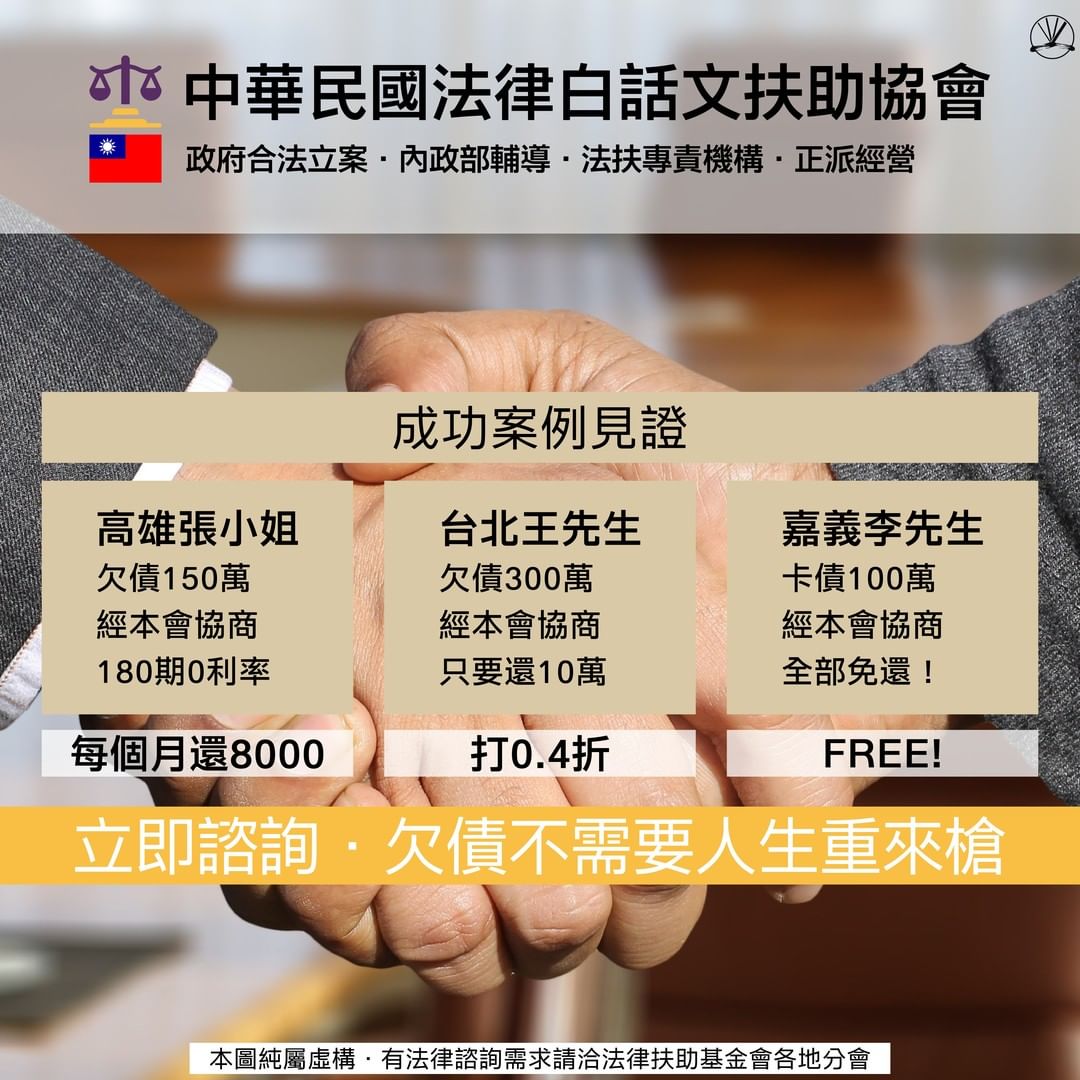 中華民國法律白話文扶助協會
政府合法立案・內政部輔導・法扶專責機構・正派經營
成功案例見證
高雄張小姐
欠債150萬
經本會協商
180期0利率
每個月還8000
台北王先生
欠債300萬
經本會協商
只要還10萬
打0.4折
嘉義李先生
卡債100萬
經本會協商
全部免還！
FREE!
立即諮詢・欠債不需要人生重來槍
本圖純屬虛構・有法律諮詢需求請洽法律扶助基金會各地分會